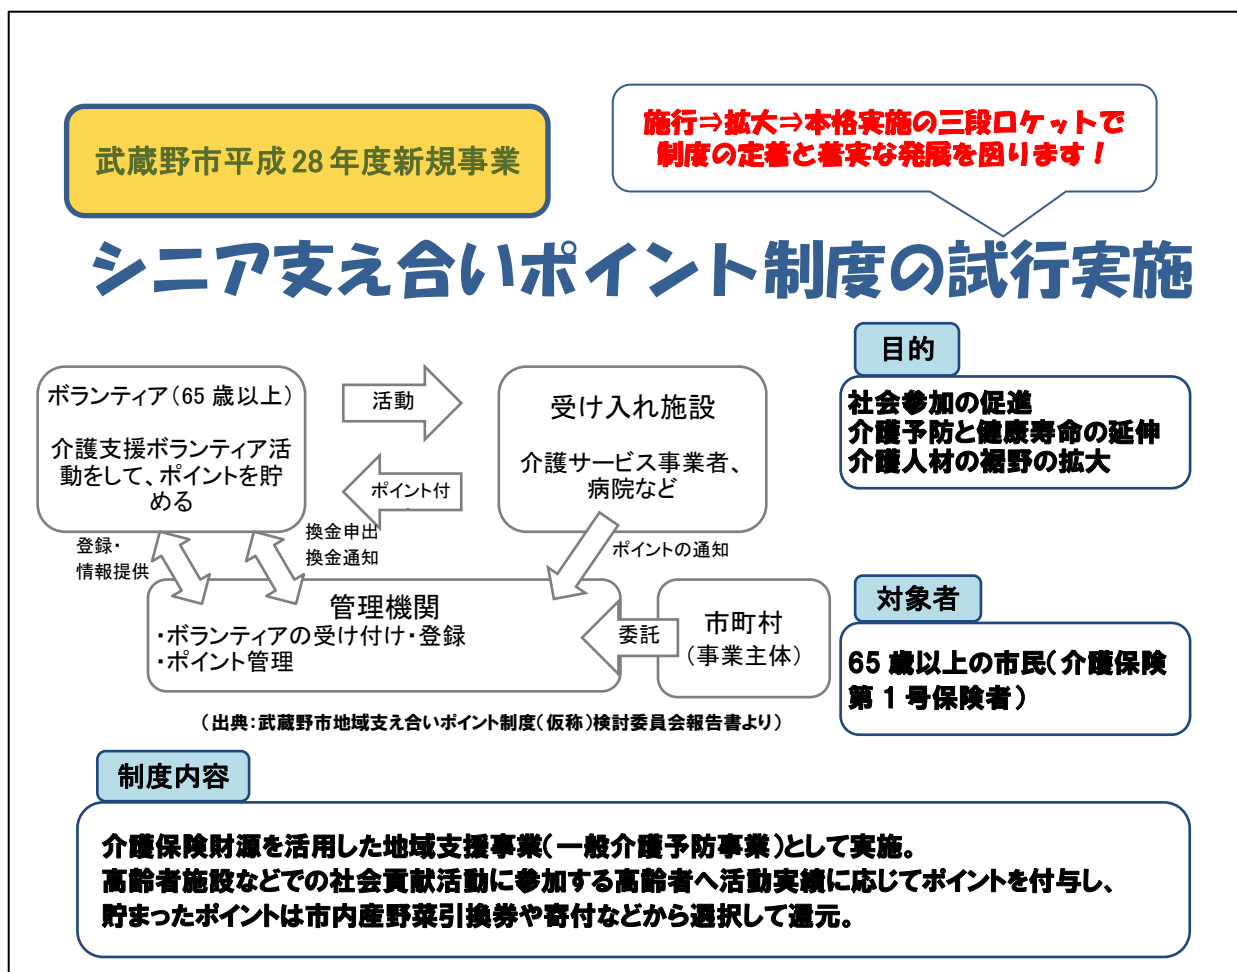 武蔵野市平成28年度新規事業
施行⇒拡大⇒本格実施の三段ロケットで
制度の定着と着実な発展を図ります！
シニア支え合いポイント制度の試行実施
ボランティア（65 歳以上）
介護支援ボランティア活
動をして、ポイントを貯
める
活動
ポイント付
受け入れ施設
介護サービス事業者、
病院など
登録・
情報提供
換金申出
換金通知
ポイントの通知
管理機関
・ボランティアの受け付け・登録
・ポイント管理
委託
市町村
（事業主体）
（出典：武蔵野市地域支え合いポイント制度（仮称）検討委員会報告書より）
目的
社会参加の促進
介護予防と健康寿命の延伸
介護人材の裾野の拡大
対象者
65 歳以上の市民（介護保険
第 1 号保険者）
制度内容
介護保険財源を活用した地域支援事業（一般介護予防事業）として実施。
高齢者施設などでの社会貢献活動に参加する高齢者へ活動実績に応じてポイントを付与し、
貯まったポイントは市内産野菜引換券や寄付などから選択して還元。